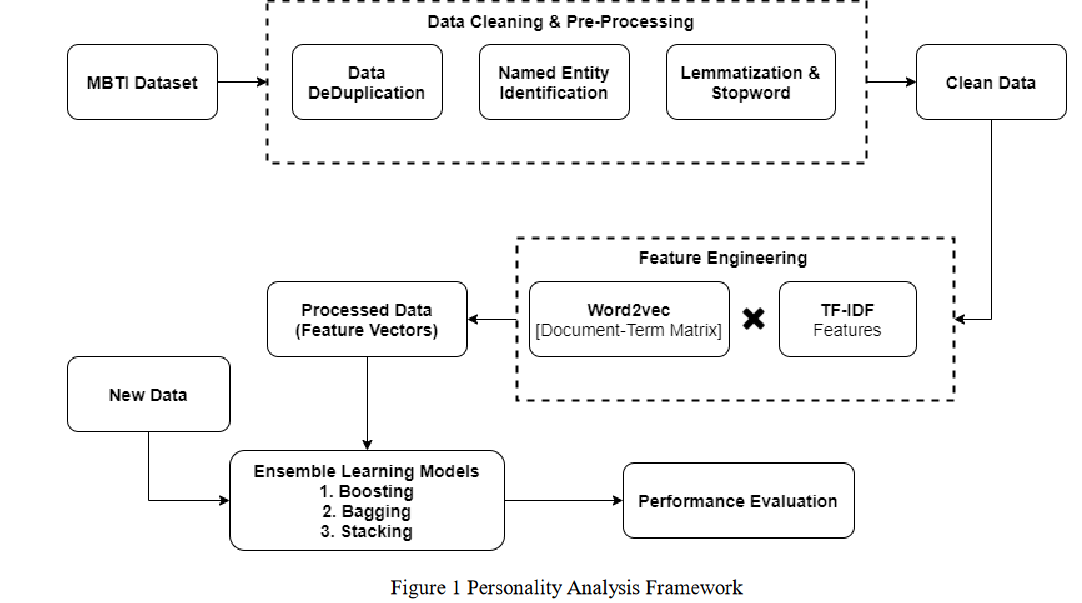 Data Cleaning & Pre-Processing
MBTI Dataset
Data
DeDuplication
Named Entity
Identification
Lemmatization &
Stopword
Clean Data
Feature Engineering
Processed Data
(Feature Vectors)
Word2vec
[Document-Term Matrix]
TF-IDF
Features
New Data
Ensemble Learning Models
1. Boosting
2. Bagging
3. Stacking
Performance Evaluation
Figure 1 Personality Analysis Framework